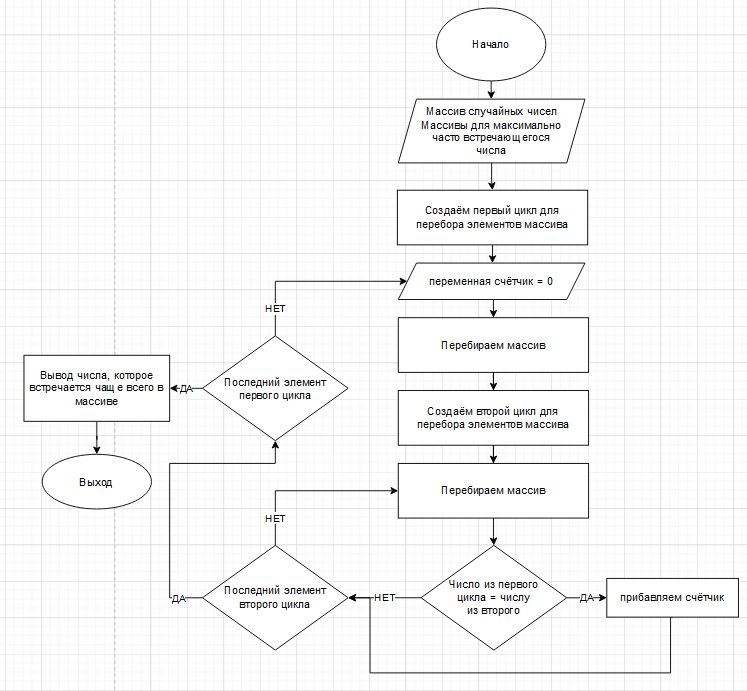 Начало
Массив случайных чисел
Массивы для максимально
часто встречающегося
числа
Создаём первый цикл для
перебора элементов массива
переменная счётчик = 0
НЕТ
Перебираем массив
Последний элемент
первого цикла
ДА
Вывод числа, которое
встречается чаще всего в
массиве
Создаём второй цикл для
перебора элементов массива
Выход
Перебираем массив
НЕТ
Число из первого
цикла = числу
из второго
Последний элемент
второго цикла
ДА
НЕТ
ДА
прибавляем счётчик